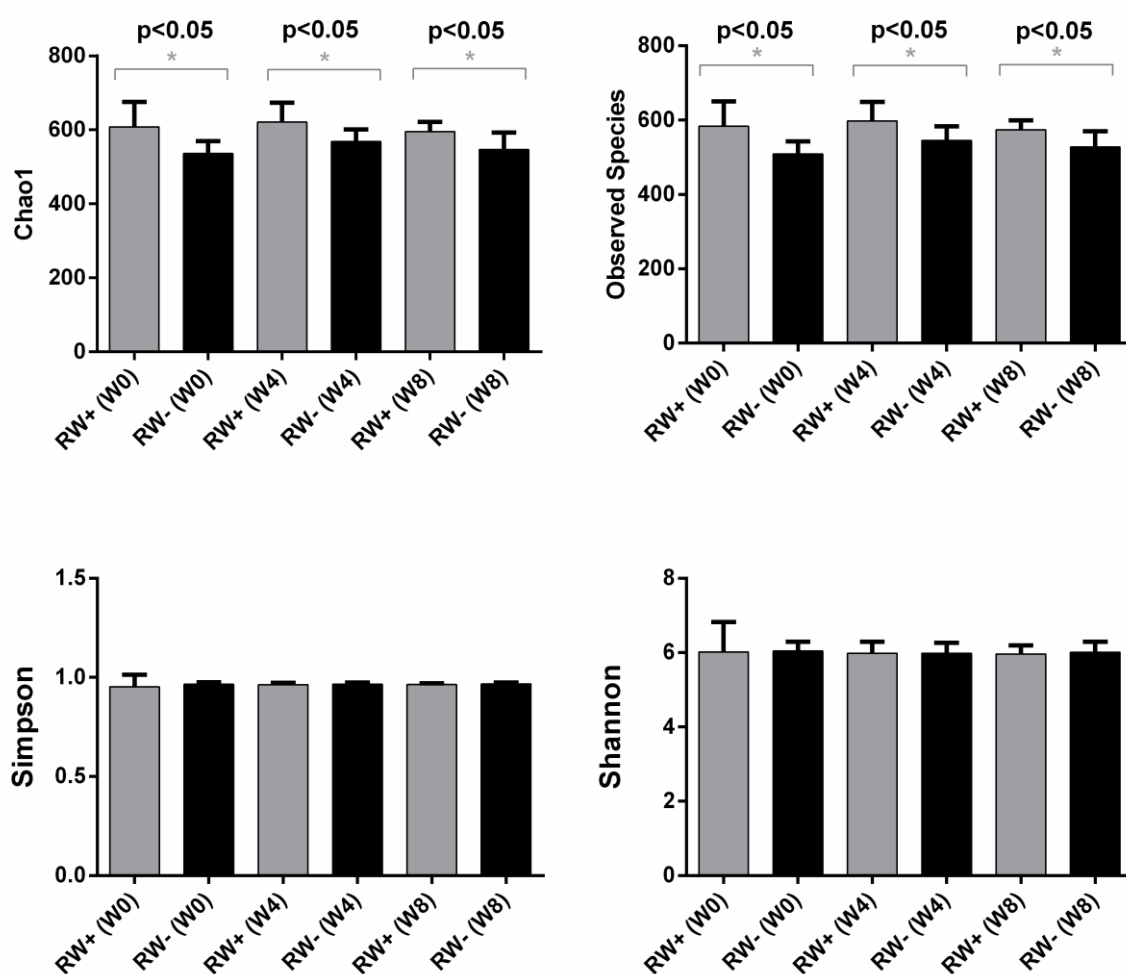 p<0.05 p<0.05 p<0.05
* * *
Chao1
800
600
400
200
0
RW+ (W0)
RW- (W0)
RW+ (W4)
RW- (W4)
RW+ (W8)
RW- (W8)
p<0.05 p<0.05 p<0.05
* * *
Observed Species
800
600
400
200
0
RW+ (W0)
RW- (W0)
RW+ (W4)
RW- (W4)
RW+ (W8)
RW- (W8)
Simpson
1.5
1.0
0.5
0.0
RW+ (W0)
RW- (W0)
RW+ (W4)
RW- (W4)
RW+ (W8)
RW- (W8)
Shannon
8
6
4
2
0
RW+ (W0)
RW- (W0)
RW+ (W4)
RW- (W4)
RW+ (W8)
RW- (W8)